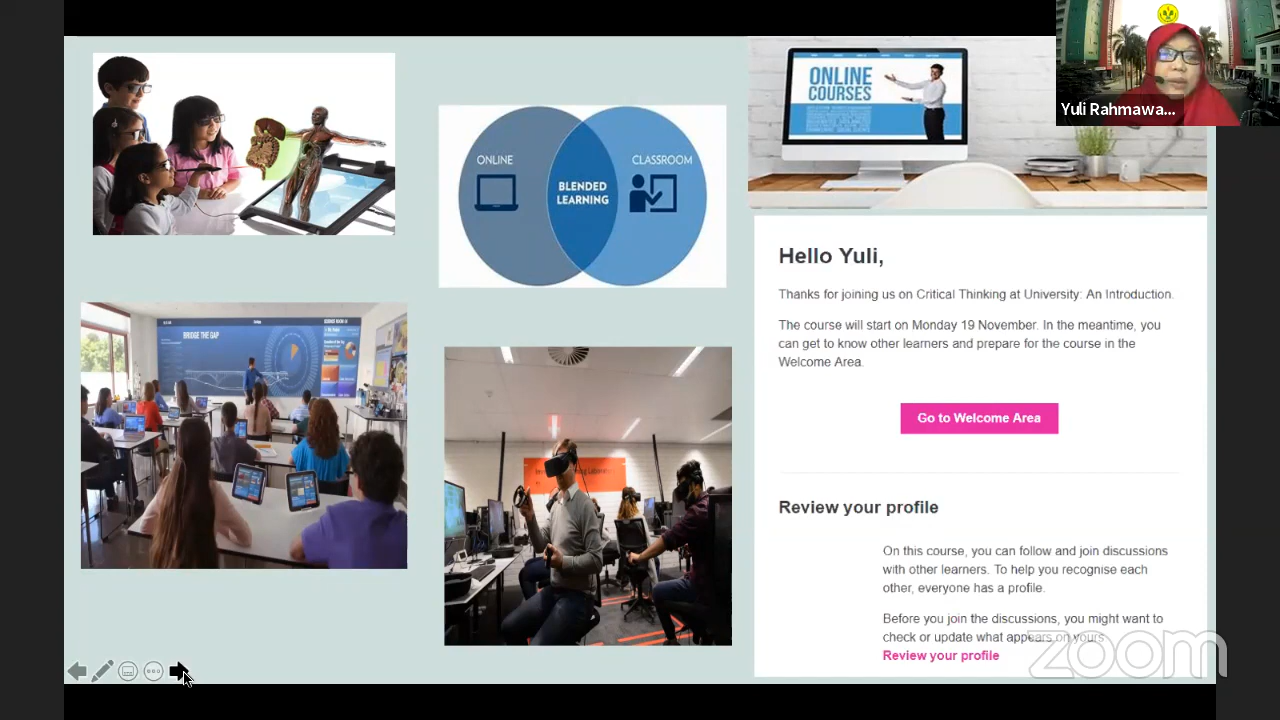 ONLINE
CLASSROOM
BLENDED
LEARNING
ONLINE
COURSES
Yuli Rahmawa...
BRIDGE THE GAP
Hello Yuli,
Thanks for joining us on Critical Thinking at University: An Introduction.
The course will start on Monday 19 November. In the meantime, you
can get to know other learners and prepare for the course in the
Welcome Area.
Go to Welcome Area
Review your profile
On this course, you can follow and join discussions
with other learners. To help you recognise each
other, everyone has a profile.
Before you join the discussions, you might want to
check or update what appears on yours
Review your profile
zoom